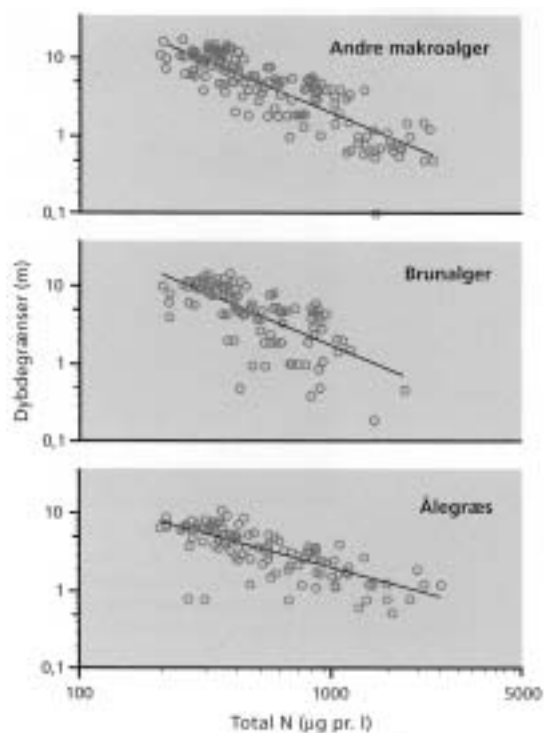 Andre makroalger
10
1
0,1
Brunalger
10
1
0,1
Ålegræs
10
1
0,1
Dybdegrænser (m)
100
1000
5000
Total N (µg pr. l)